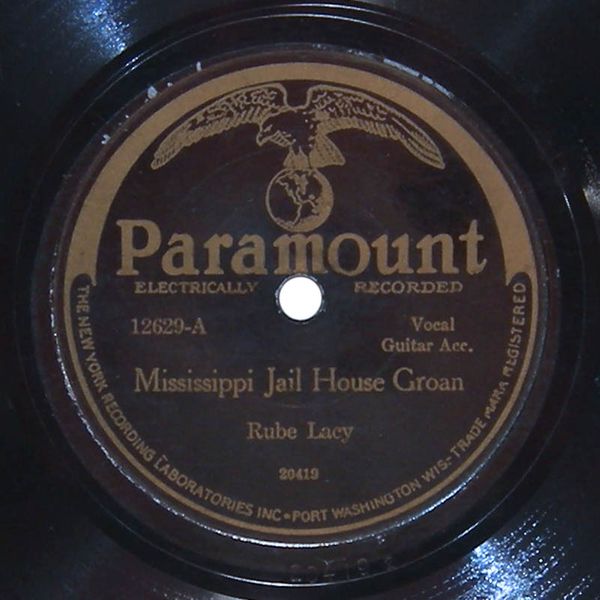 Paramount
ELECTRICALLY RECORDED
12629-A
Vocal
Guitar Acc.
Mississippi Jail House Groan
Rube Lacy
20419
THE NEW YORK RECORDING LABORATORIES INC•PORT WASHINGTON WIS.-TRADE MARK REGISTERED